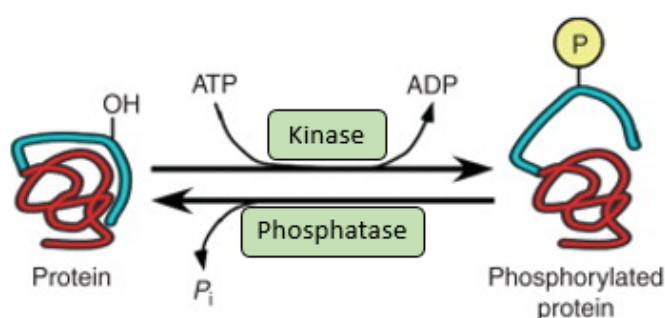 P
OH
ATP
ADP
Kinase
Phosphatase
Protein
Pi
Phosphorylated
protein